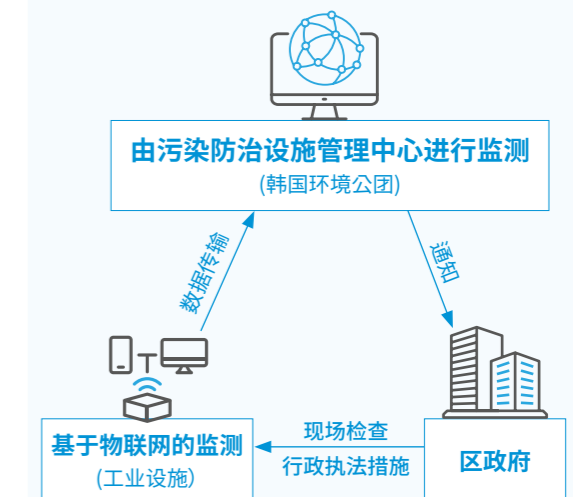 由污染防治设施管理中心进行监测
(韩国环境公团)
数据传输
通知
基于物联网的监测
(工业设施)
现场检查
行政执法措施
区政府